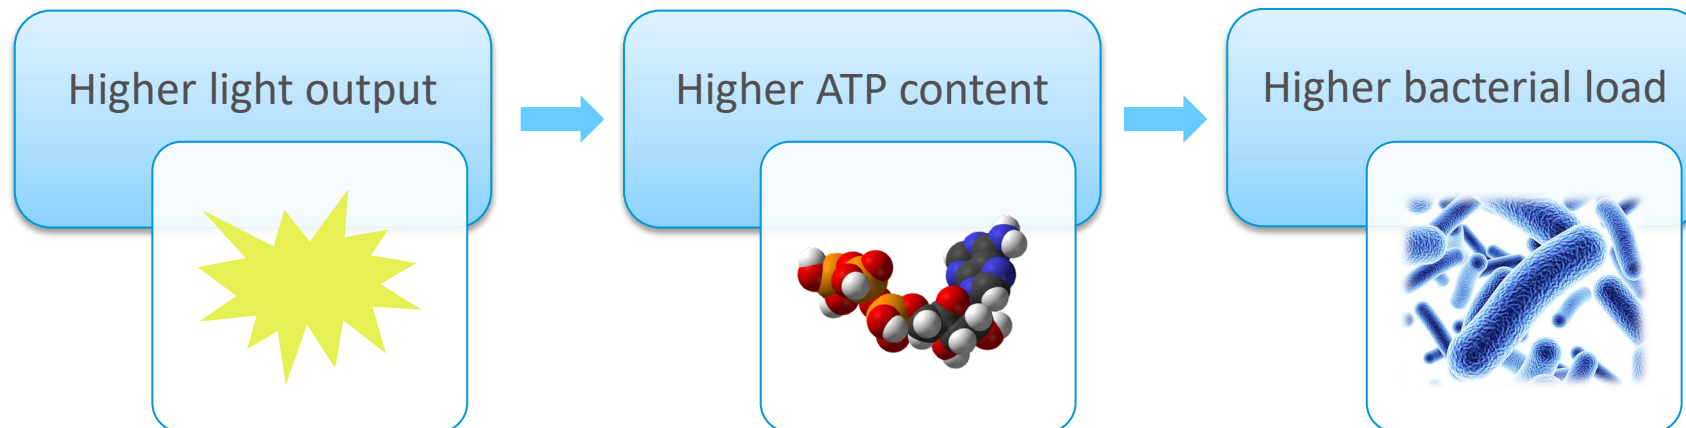 Higher light output
Higher ATP content
Higher bacterial load